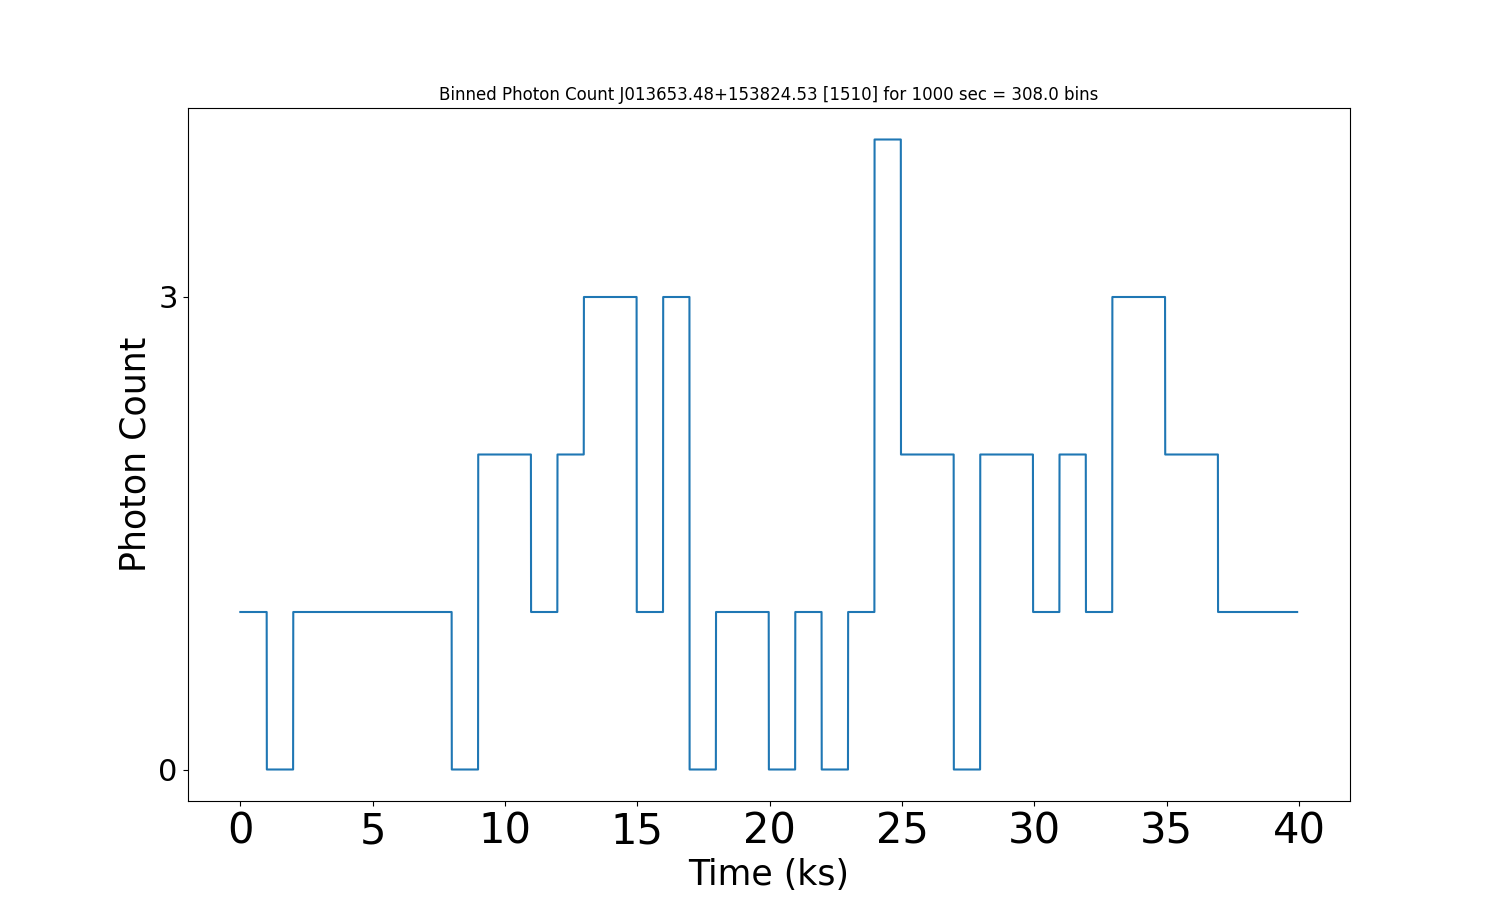 Binned Photon Count J013653.48+153824.53 [1510] for 1000 sec = 308.0 bins
3
Photon Count
0
0 5 10 15 20 25 30 35 40
Time (ks)